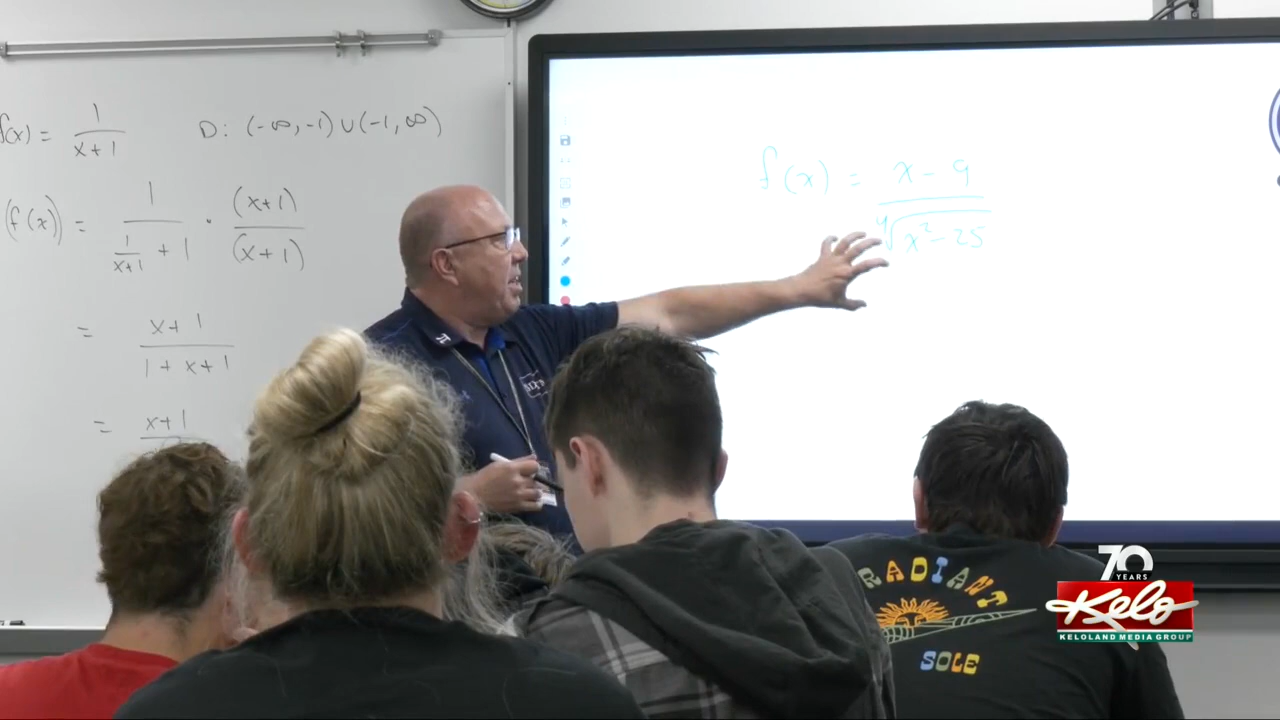 f(x) = 1/(x+1) D: (-∞,-1)∪(-1,∞)
(f(x)) = 1/(1/(x+1) + 1) · (x+1)/(x+1)
= (x+1)/(1+x+1)
= x+1
f(x) = (x-9)/∜(x²-25)
RADIANT
SOLE
70
YEARS
Kelo
KELOLAND MEDIA GROUP